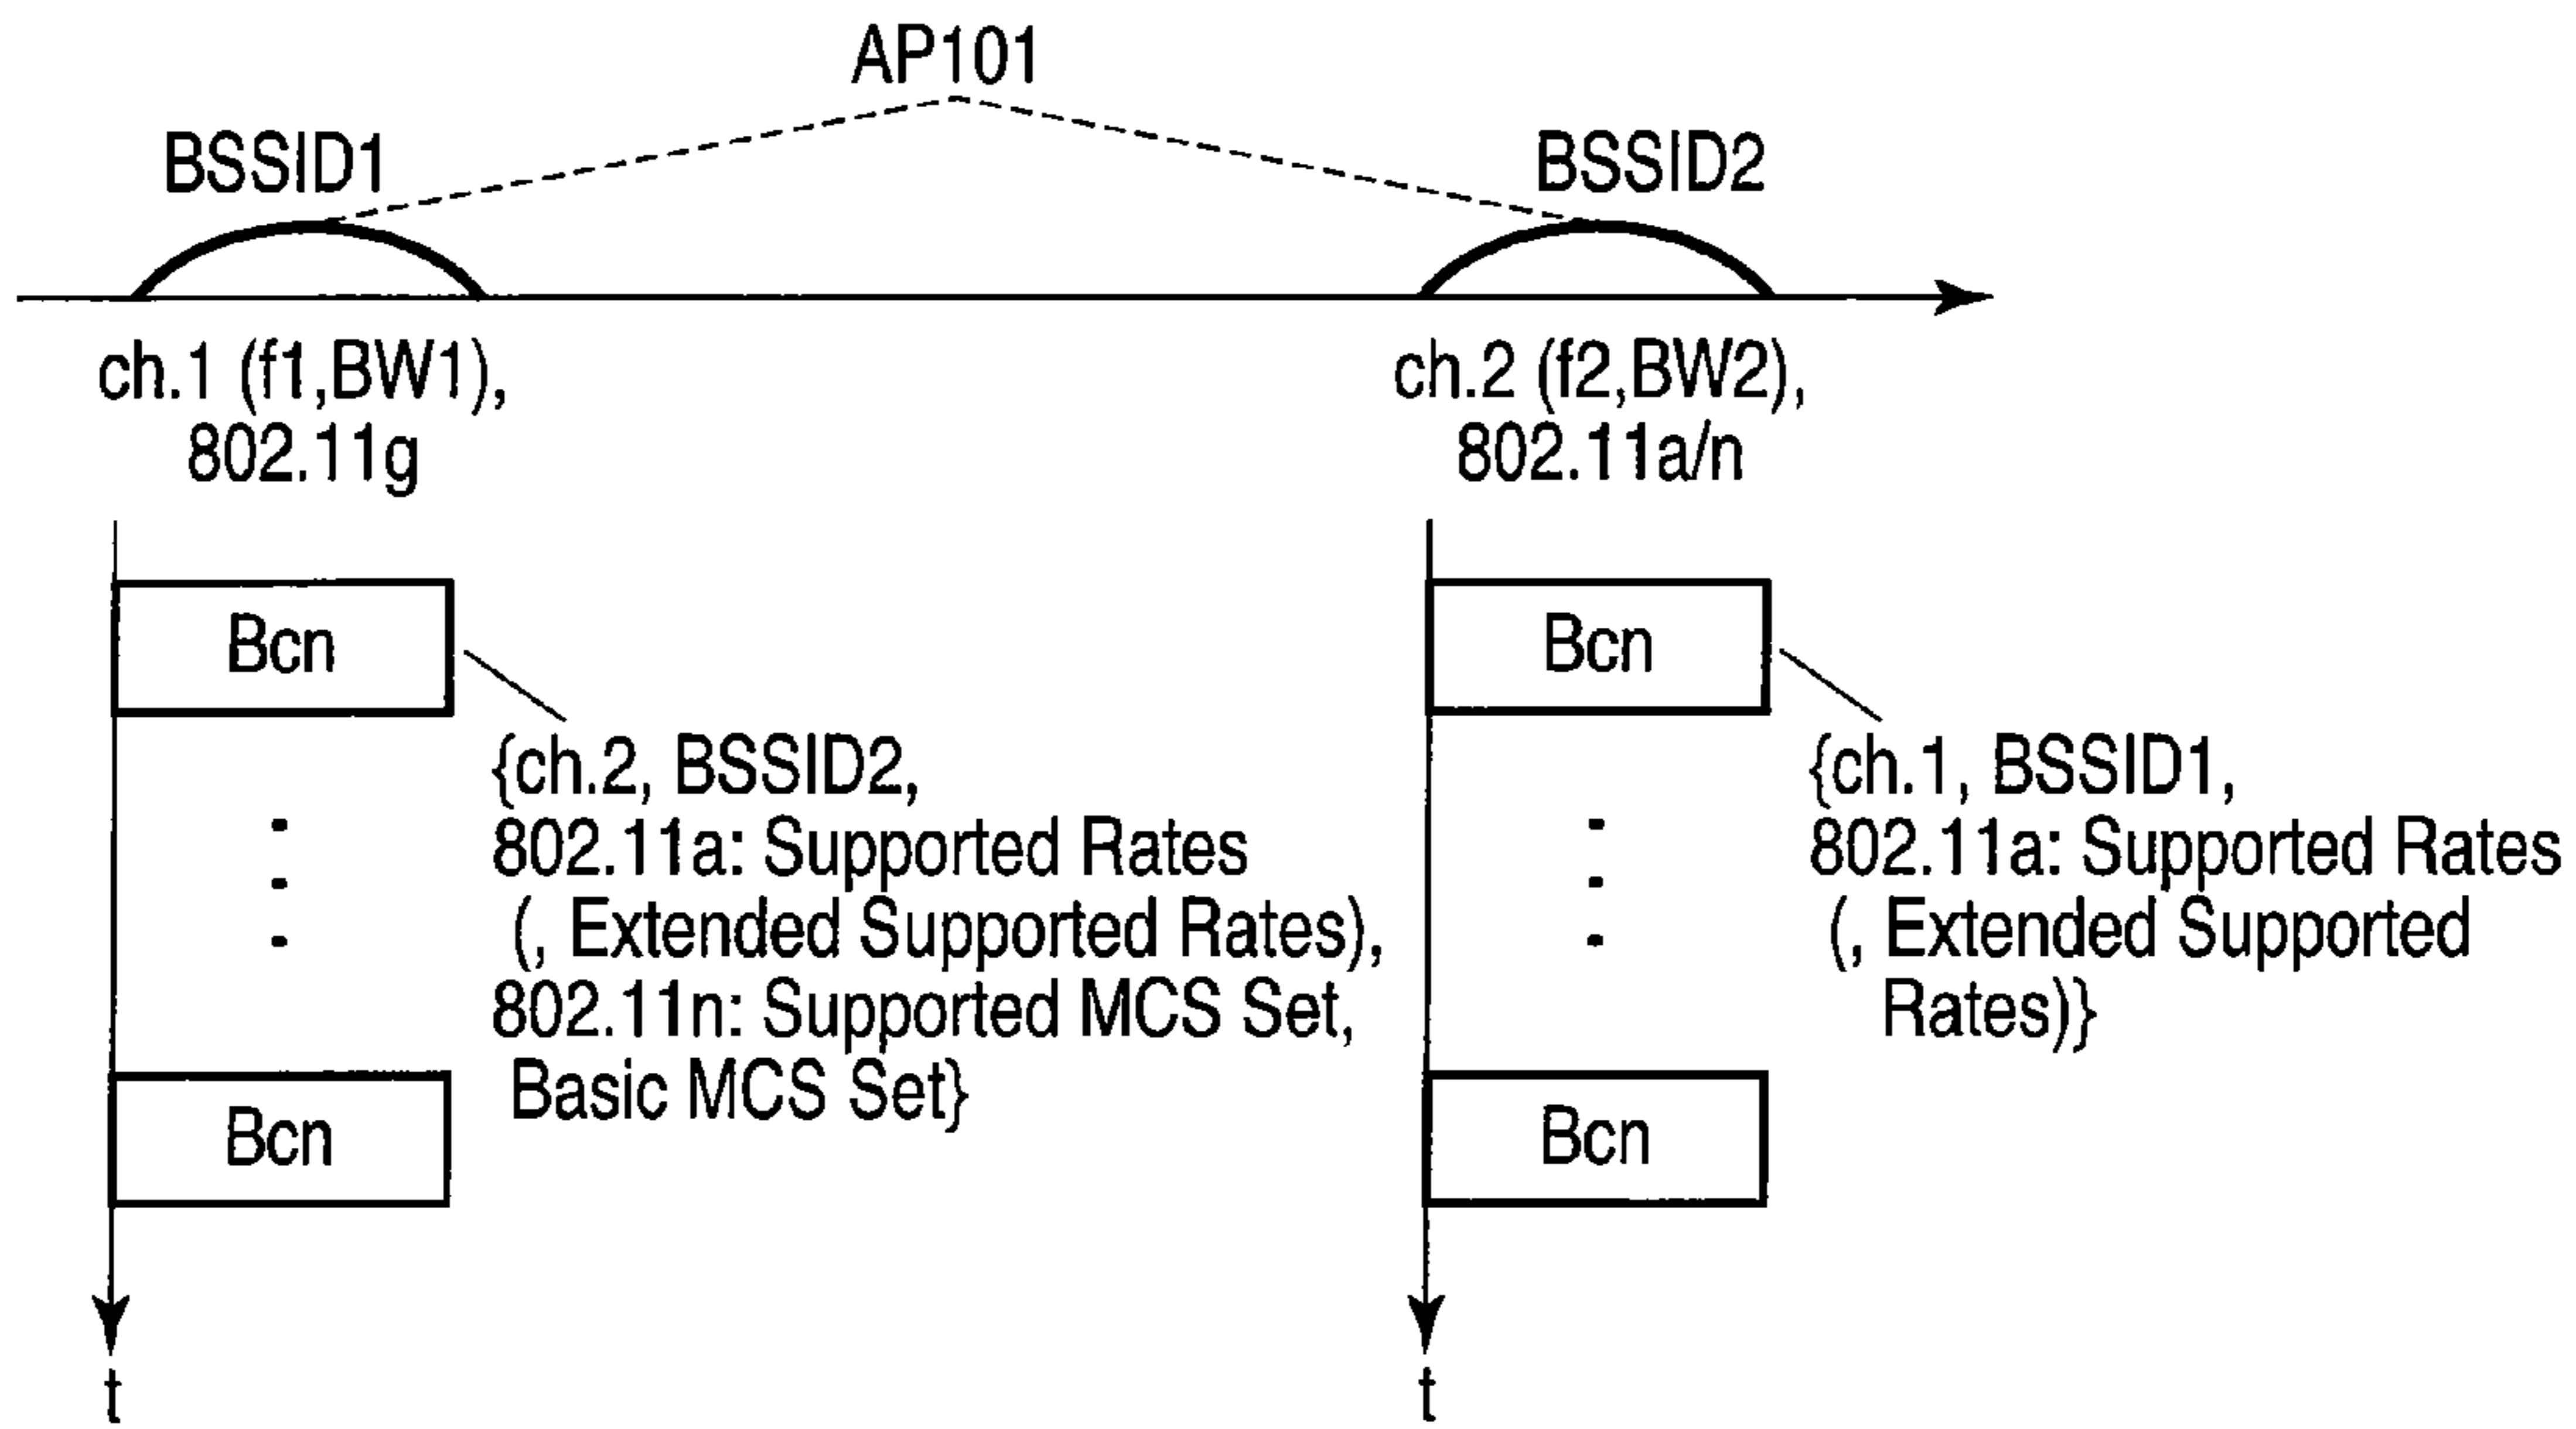 AP101
BSSID1
BSSID2
ch.1 (f1,BW1),
802.11g
ch.2 (f2,BW2),
802.11a/n
Bcn
{ch.2, BSSID2,
802.11a: Supported Rates
(, Extended Supported Rates),
802.11n: Supported MCS Set,
Basic MCS Set}
Bcn
t
Bcn
{ch.1, BSSID1,
802.11a: Supported Rates
(, Extended Supported
Rates)}
Bcn
t